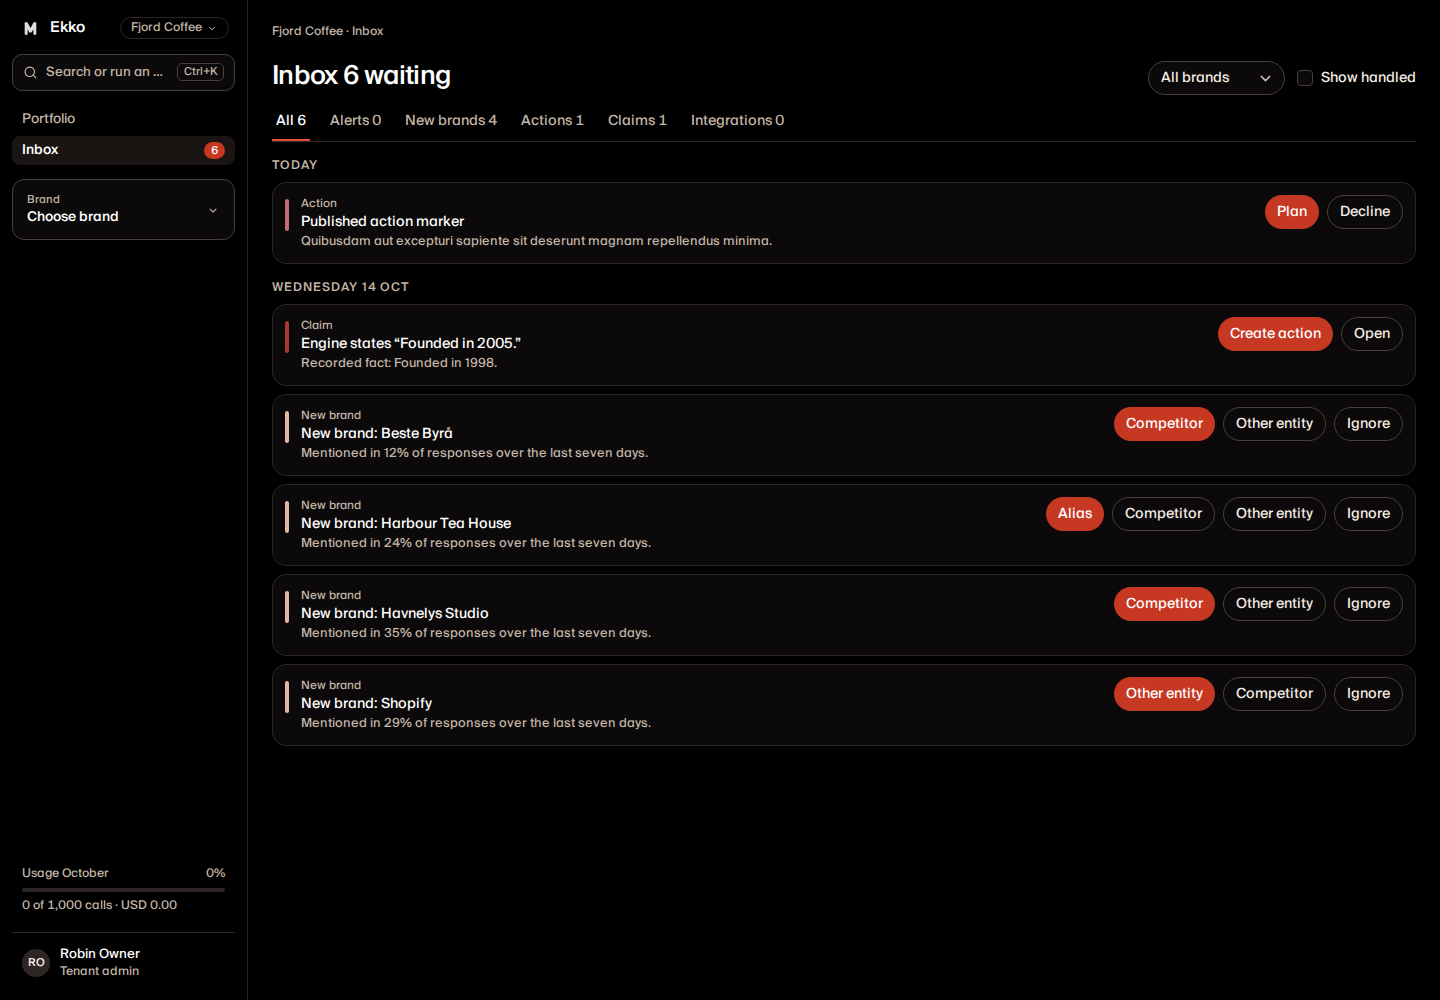 Ekko
Fjord Coffee
Search or run an ...
Ctrl+K
Portfolio
Inbox
6
Brand
Choose brand
Usage October
0%
0 of 1,000 calls · USD 0.00
RO
Robin Owner
Tenant admin
Fjord Coffee · Inbox
Inbox 6 waiting
All brands
Show handled
All 6
Alerts 0
New brands 4
Actions 1
Claims 1
Integrations 0
TODAY
Action
Published action marker
Quibusdam aut excepturi sapiente sit deserunt magnam repellendus minima.
Plan
Decline
WEDNESDAY 14 OCT
Claim
Engine states “Founded in 2005.”
Recorded fact: Founded in 1998.
Create action
Open
New brand
New brand: Beste Byrå
Mentioned in 12% of responses over the last seven days.
Competitor
Other entity
Ignore
New brand
New brand: Harbour Tea House
Mentioned in 24% of responses over the last seven days.
Alias
Competitor
Other entity
Ignore
New brand
New brand: Havnelys Studio
Mentioned in 35% of responses over the last seven days.
Competitor
Other entity
Ignore
New brand
New brand: Shopify
Mentioned in 29% of responses over the last seven days.
Other entity
Competitor
Ignore